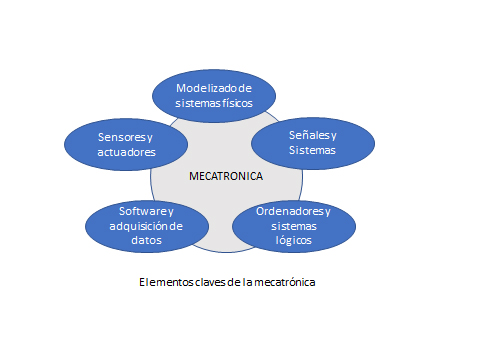 Modelizado de
sistemas físicos
Sensores y
actuadores
Señales y
Sistemas
MECATRONICA
Software y
adquisición de
datos
Ordenadores y
sistemas
lógicos
Elementos claves de la mecatrónica